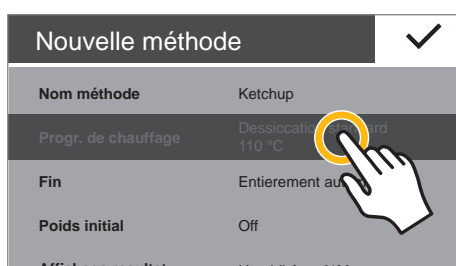 Nouvelle méthode
Nom méthode Ketchup
Progr. de chauffage Dessiccation standard
110 °C
Fin Entierement au
Poids initial Off